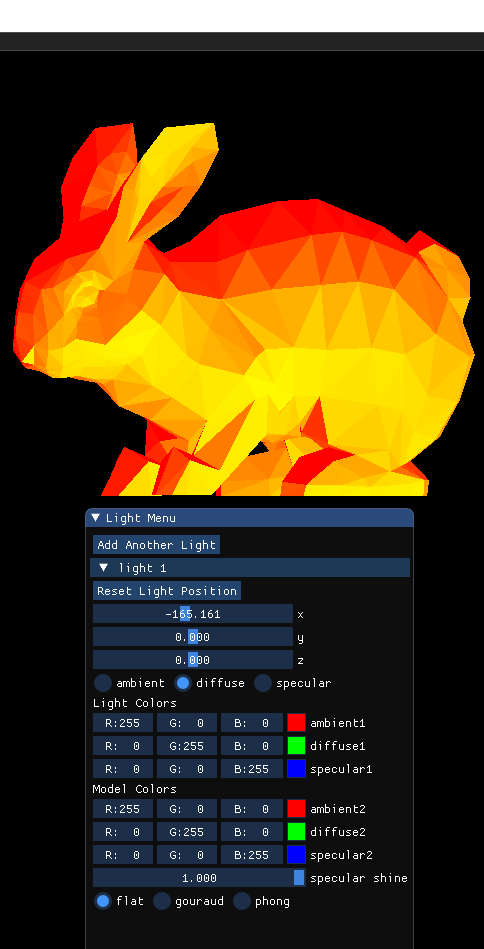 Light Menu
Add Another Light
light 1
Reset Light Position
-165.161 x
0.000 y
0.000 z
ambient diffuse specular
Light Colors
R:255 G: 0 B: 0 ambient1
R: 0 G:255 B: 0 diffuse1
R: 0 G: 0 B:255 specular1
Model Colors
R:255 G: 0 B: 0 ambient2
R: 0 G:255 B: 0 diffuse2
R: 0 G: 0 B:255 specular2
1.000 specular shine
flat gouraud phong